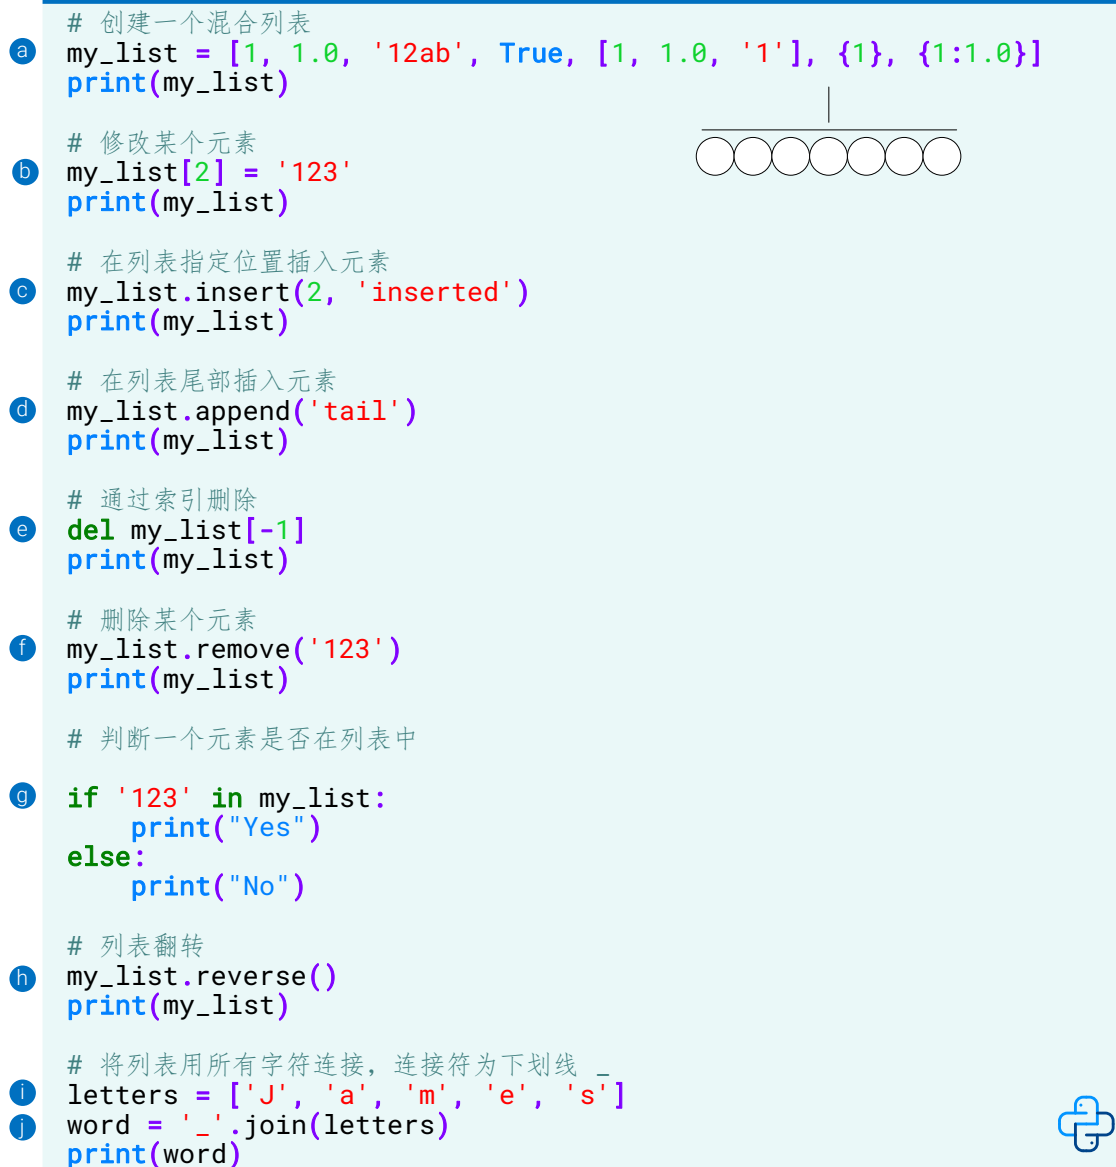 # 创建一个混合列表
ⓐ my_list = [1, 1.0, '12ab', True, [1, 1.0, '1'], {1}, {1:1.0}]
print(my_list)
# 修改某个元素
ⓑ my_list[2] = '123'
print(my_list)
# 在列表指定位置插入元素
ⓒ my_list.insert(2, 'inserted')
print(my_list)
# 在列表尾部插入元素
ⓓ my_list.append('tail')
print(my_list)
# 通过索引删除
ⓔ del my_list[-1]
print(my_list)
# 删除某个元素
ⓕ my_list.remove('123')
print(my_list)
# 判断一个元素是否在列表中
ⓖ if '123' in my_list:
    print("Yes")
else:
    print("No")
# 列表翻转
ⓗ my_list.reverse()
print(my_list)
# 将列表用所有字符连接，连接符为下划线 _
ⓘ letters = ['J', 'a', 'm', 'e', 's']
ⓙ word = '_'.join(letters)
print(word)